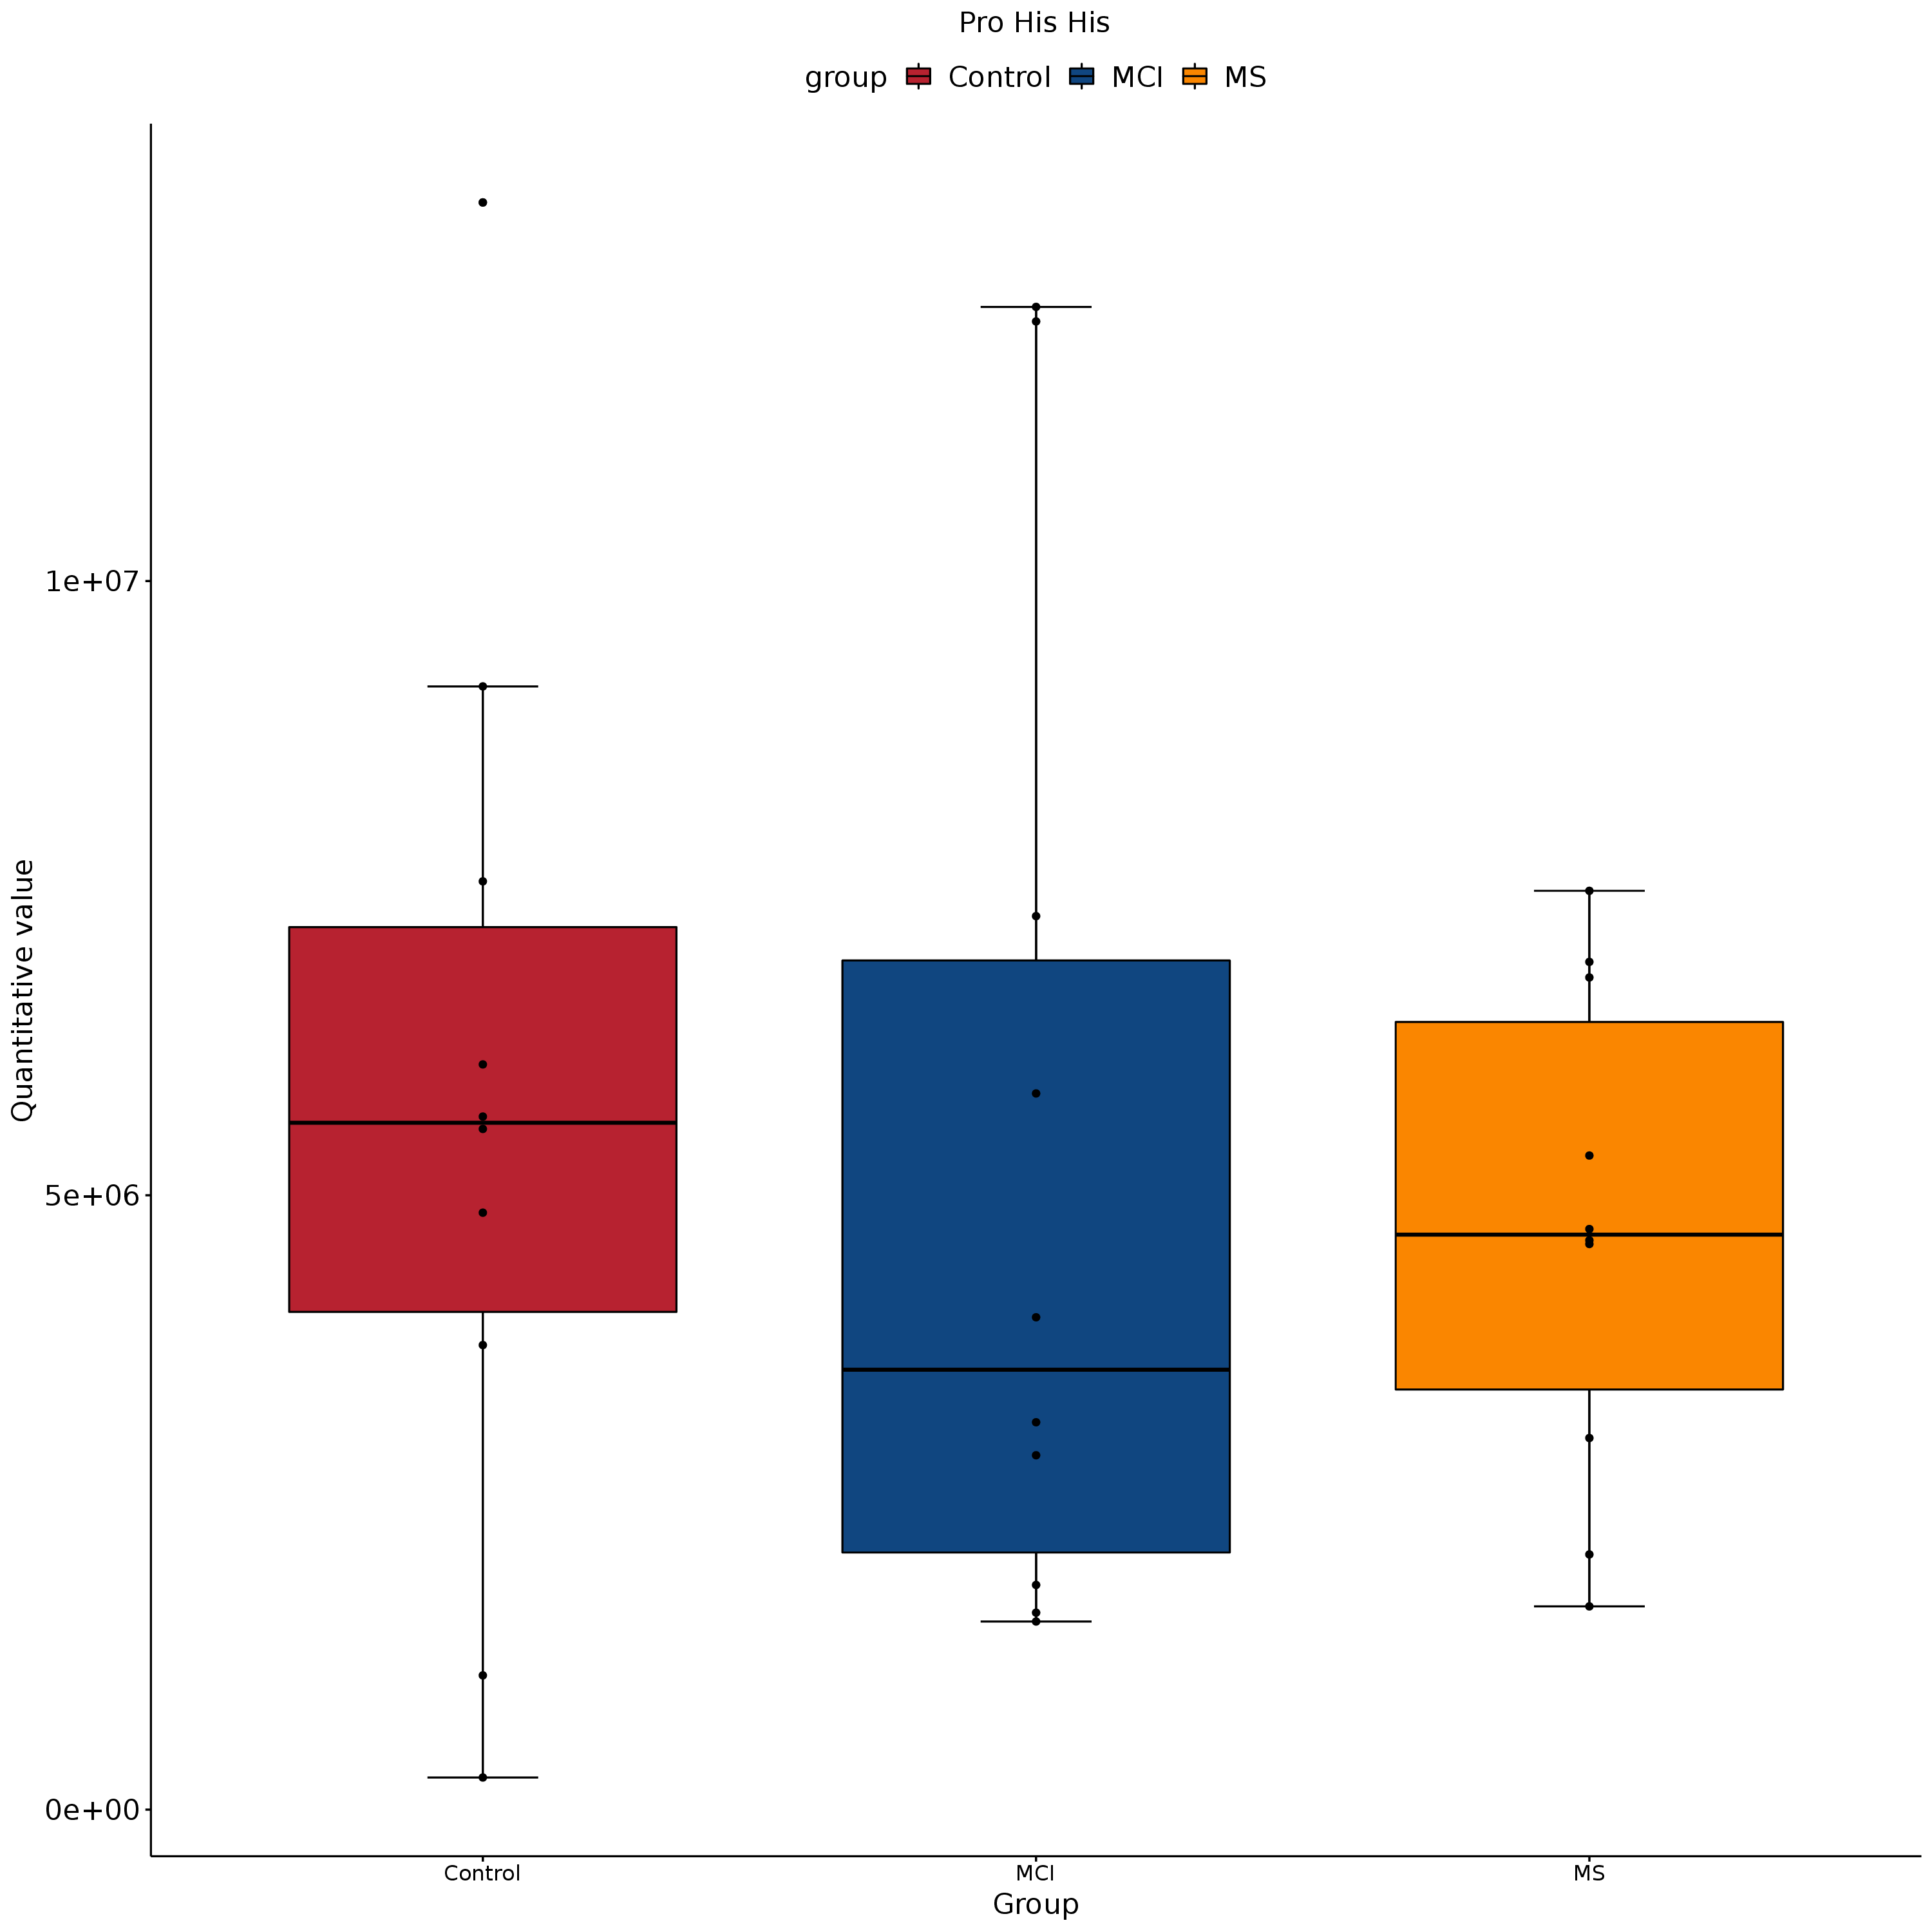 Pro His His
group Control MCI MS
Quantitative value
1e+07
5e+06
0e+00
Control MCI MS
Group